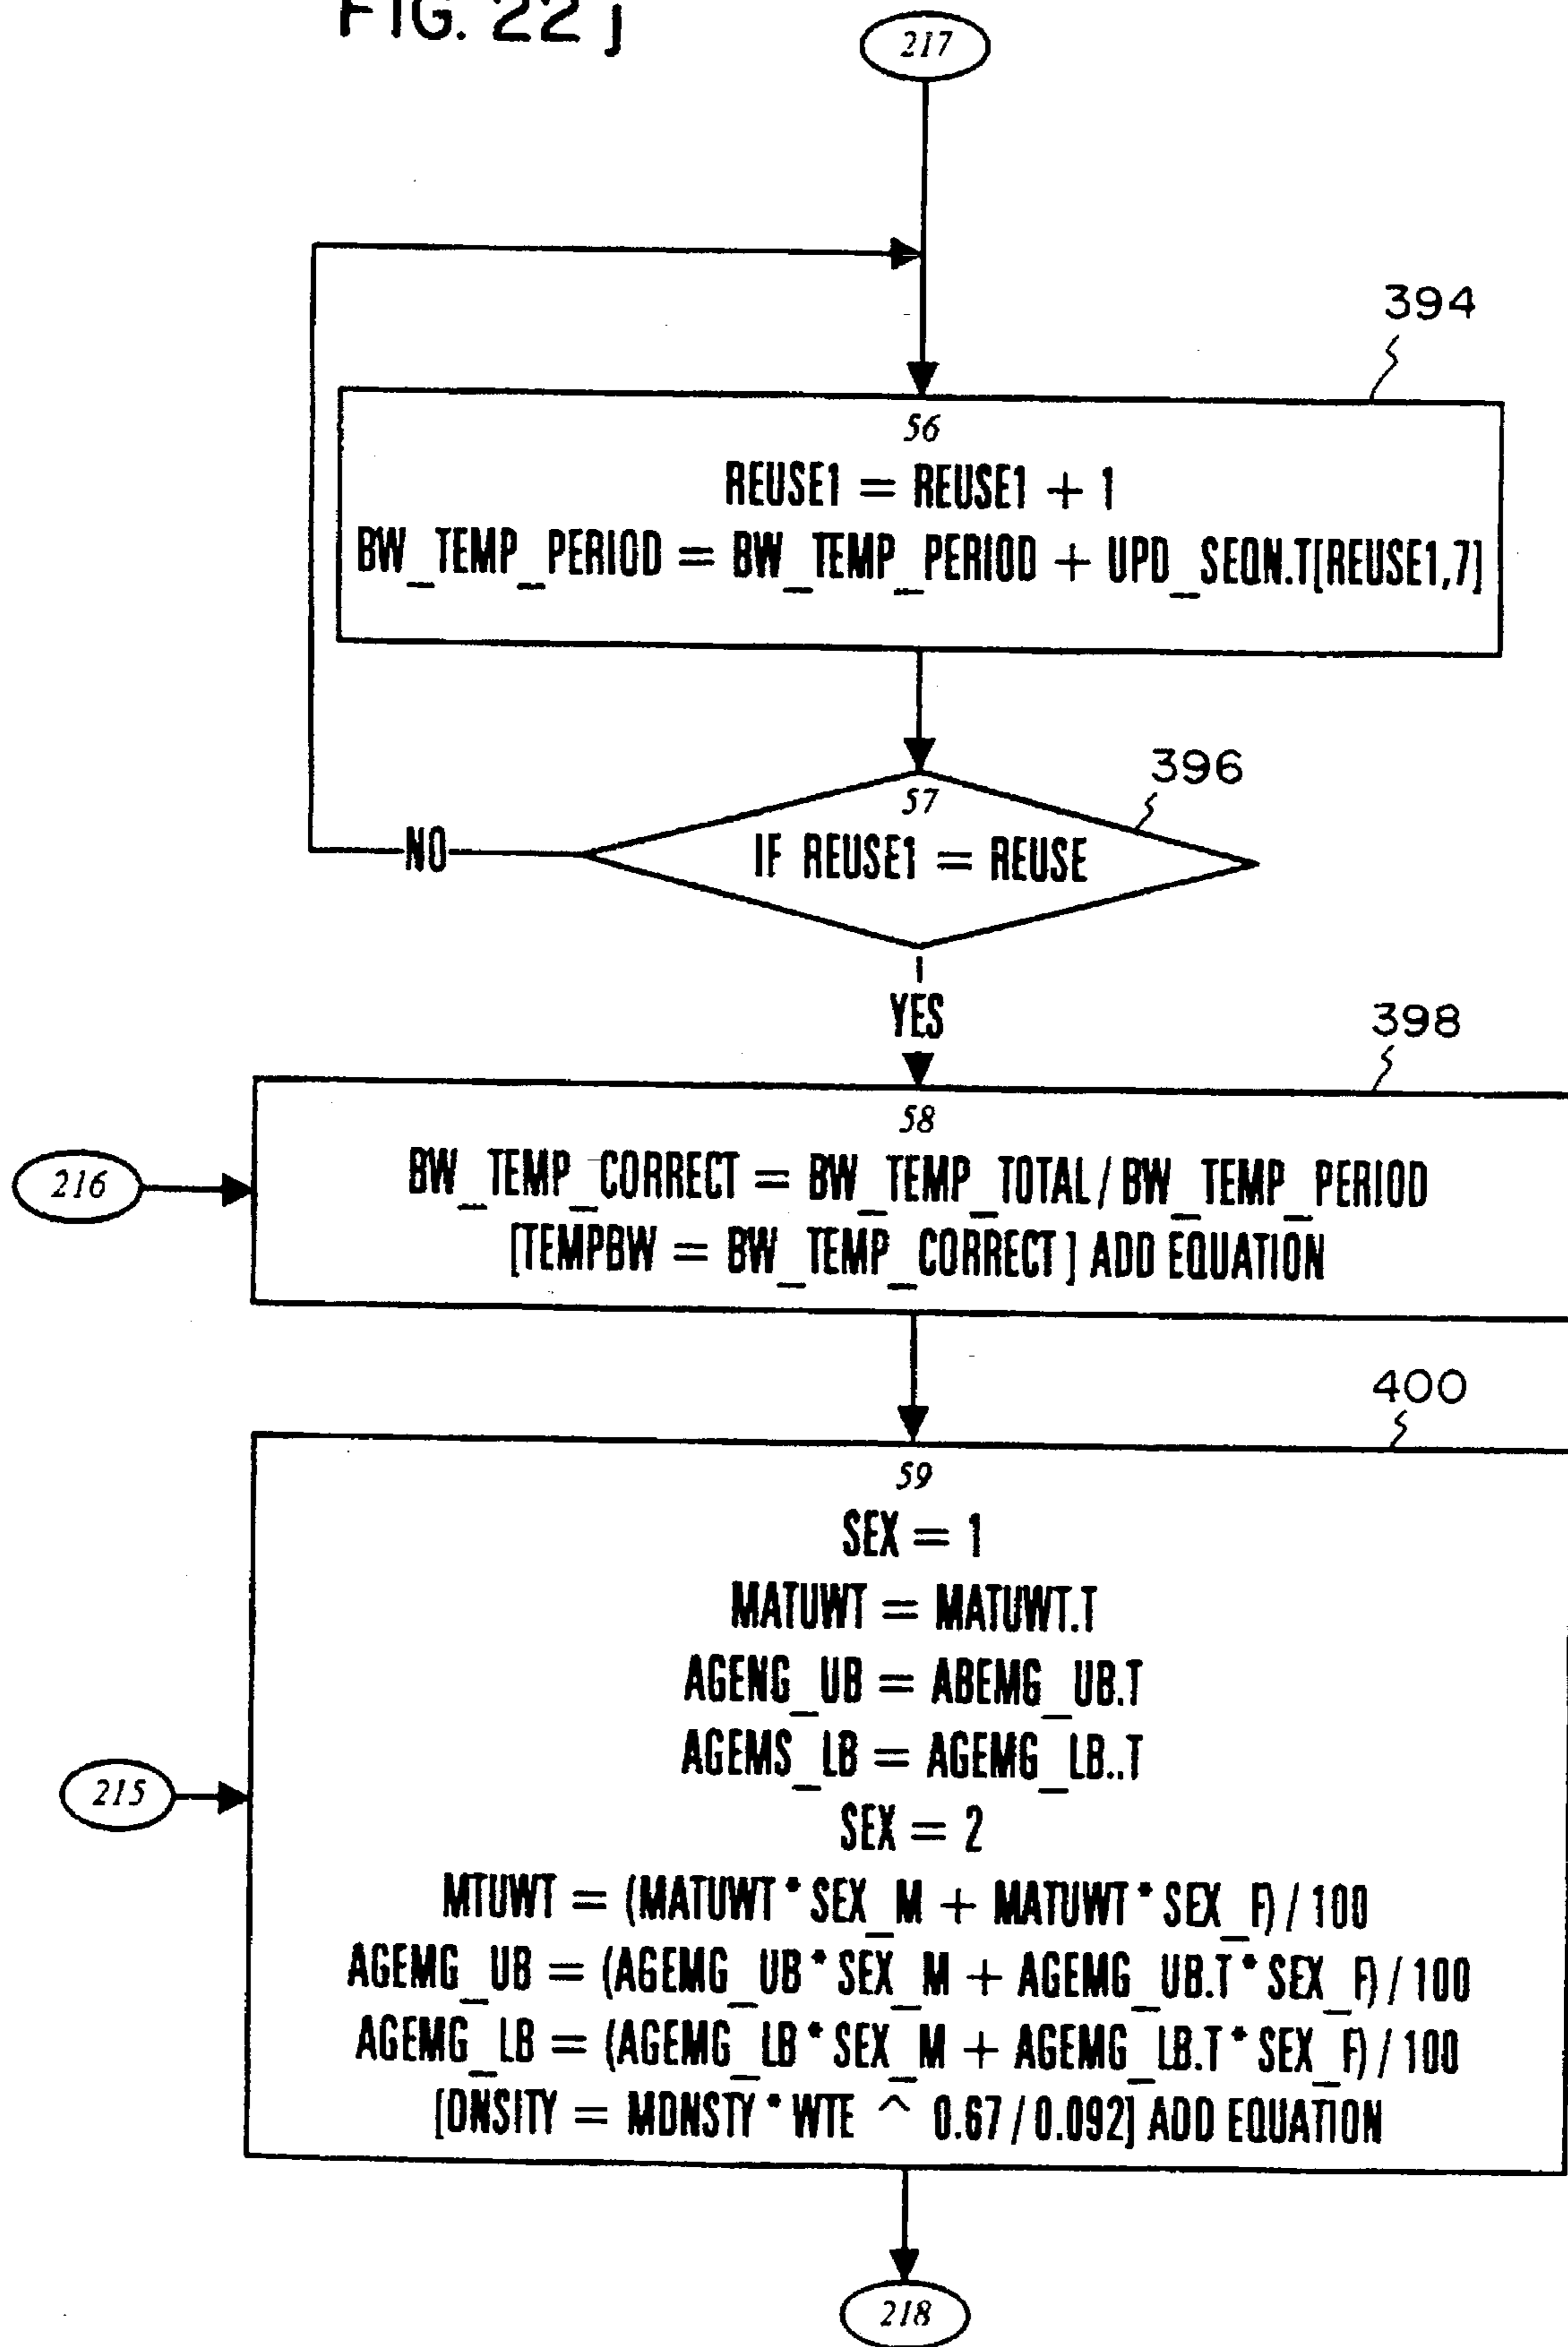 FIG. 22 j
217
394
56
REUSE1 = REUSE1 + 1
BW_TEMP_PERIOD = BW_TEMP_PERIOD + UPD_SEQN.T[REUSE1,7]
396
57
IF REUSE1 = REUSE
NO
YES
398
58
216
BW_TEMP_CORRECT = BW_TEMP_TOTAL / BW_TEMP_PERIOD
[TEMPBW = BW_TEMP_CORRECT] ADD EQUATION
400
59
SEX = 1
MATUWT = MATUWT.T
AGENG_UB = ABEMG_UB.T
AGEMS_LB = AGEMG_LB..T
215
SEX = 2
MTUWT = (MATUWT * SEX_M + MATUWT * SEX_F) / 100
AGEMG_UB = (AGEMG_UB * SEX_M + AGEMG_UB.T * SEX_F) / 100
AGEMG_LB = (AGEMG_LB * SEX_M + AGEMG_LB.T * SEX_F) / 100
[DNSITY = MDNSTY * WTE ^ 0.67 / 0.092] ADD EQUATION
218